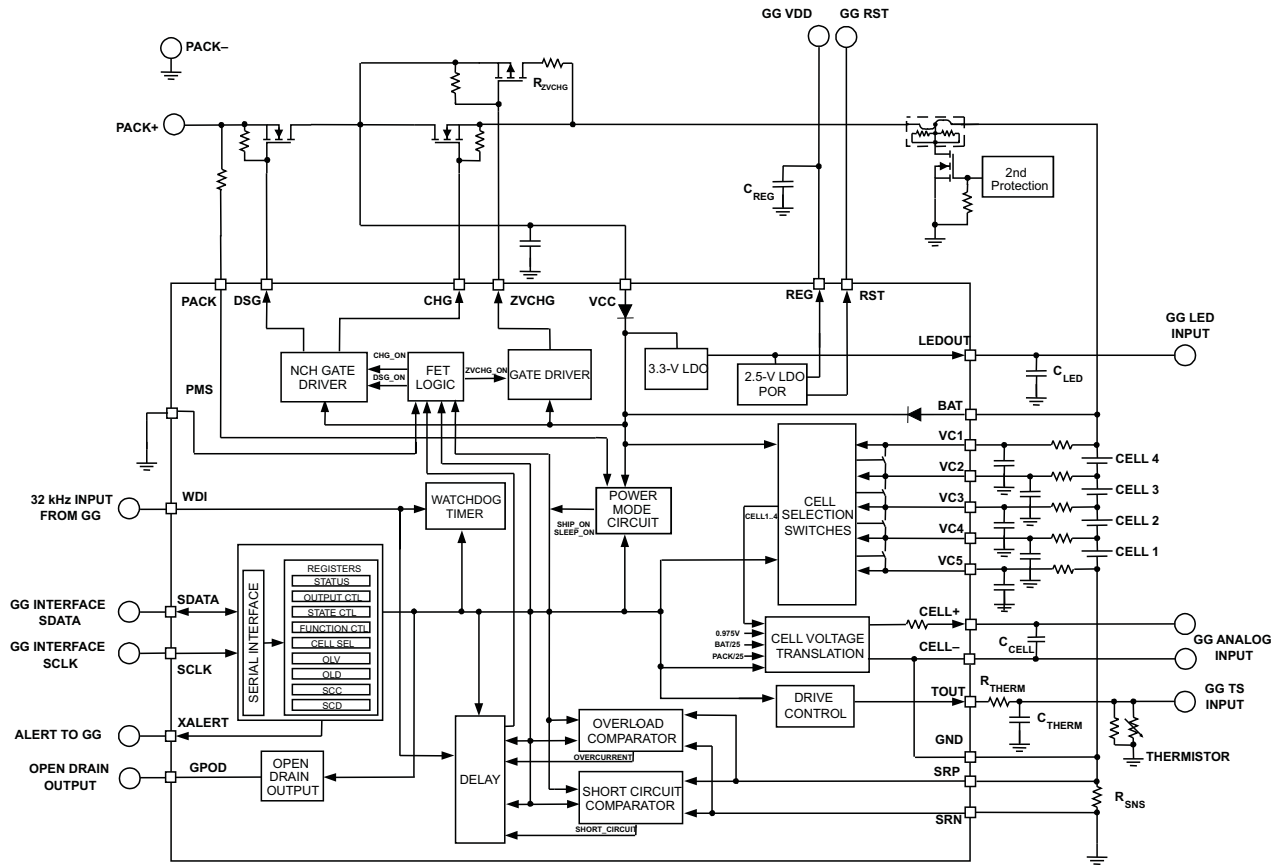 GG VDD
GG RST
PACK–
R ZVCHG
PACK+
2nd
Protection
C REG
PACK
DSG
CHG
ZVCHG
VCC
REG
RST
GG LED
INPUT
LEDOUT
NCH GATE
DRIVER
CHG_ON
DSG_ON
FET
LOGIC
ZVCHG_ON
GATE DRIVER
3.3-V LDO
2.5-V LDO
POR
C LED
PMS
BAT
VC1
CELL 4
VC2
CELL 3
VC3
CELL 2
VC4
CELL 1
VC5
32 kHz INPUT
FROM GG
WDI
WATCHDOG
TIMER
SHIP_ON
SLEEP_ON
POWER
MODE
CIRCUIT
CELL1..4
CELL
SELECTION
SWITCHES
SERIAL INTERFACE
REGISTERS
STATUS
OUTPUT CTL
STATE CTL
FUNCTION CTL
CELL SEL
OLV
OLD
SCC
SCD
GG INTERFACE
SDATA
SDATA
GG INTERFACE
SCLK
SCLK
0.975V
BAT/25
PACK/25
CELL VOLTAGE
TRANSLATION
CELL+
CELL–
C CELL
GG ANALOG
INPUT
DRIVE
CONTROL
TOUT
R THERM
C THERM
GG TS
INPUT
THERMISTOR
XALERT
ALERT TO GG
GPOD
OPEN DRAIN
OUTPUT
OPEN
DRAIN
OUTPUT
DELAY
OVERLOAD
COMPARATOR
OVERCURRENT
SHORT CIRCUIT
COMPARATOR
SHORT_CIRCUIT
GND
SRP
SRN
R SNS